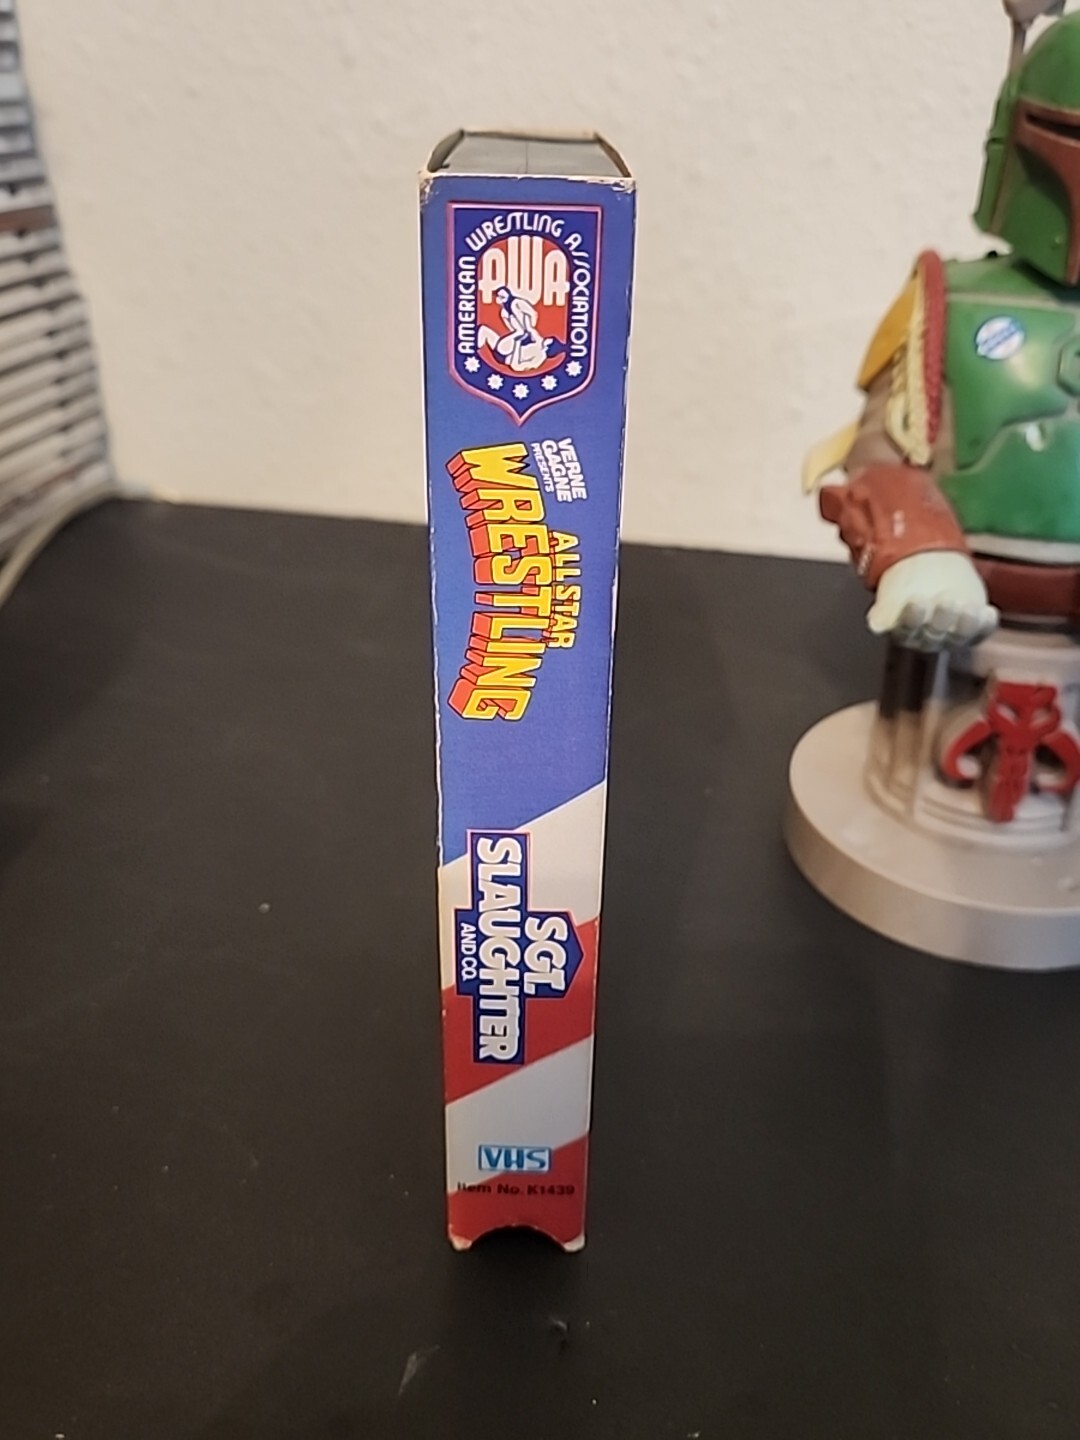 AMERICAN WRESTLING ASSOCIATION
AWA
VERNE
GAGNE
PRESENTS
ALL STAR
WRESTLING
SGT.
SLAUGHTER
AND CO.
VHS
Item No. K1439